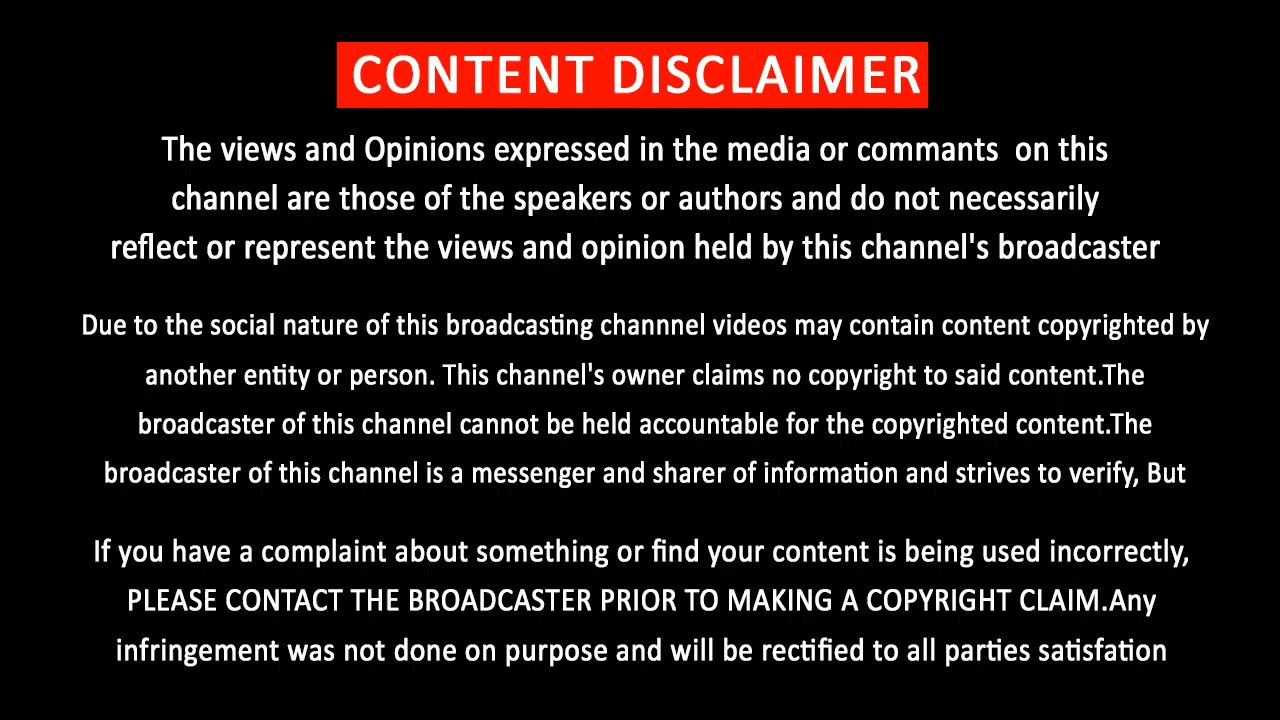 CONTENT DISCLAIMER
The views and Opinions expressed in the media or commants on this
channel are those of the speakers or authors and do not necessarily
reflect or represent the views and opinion held by this channel's broadcaster
Due to the social nature of this broadcasting channnel videos may contain content copyrighted by
another entity or person. This channel's owner claims no copyright to said content.The
broadcaster of this channel cannot be held accountable for the copyrighted content.The
broadcaster of this channel is a messenger and sharer of information and strives to verify, But
If you have a complaint about something or find your content is being used incorrectly,
PLEASE CONTACT THE BROADCASTER PRIOR TO MAKING A COPYRIGHT CLAIM.Any
infringement was not done on purpose and will be rectified to all parties satisfation